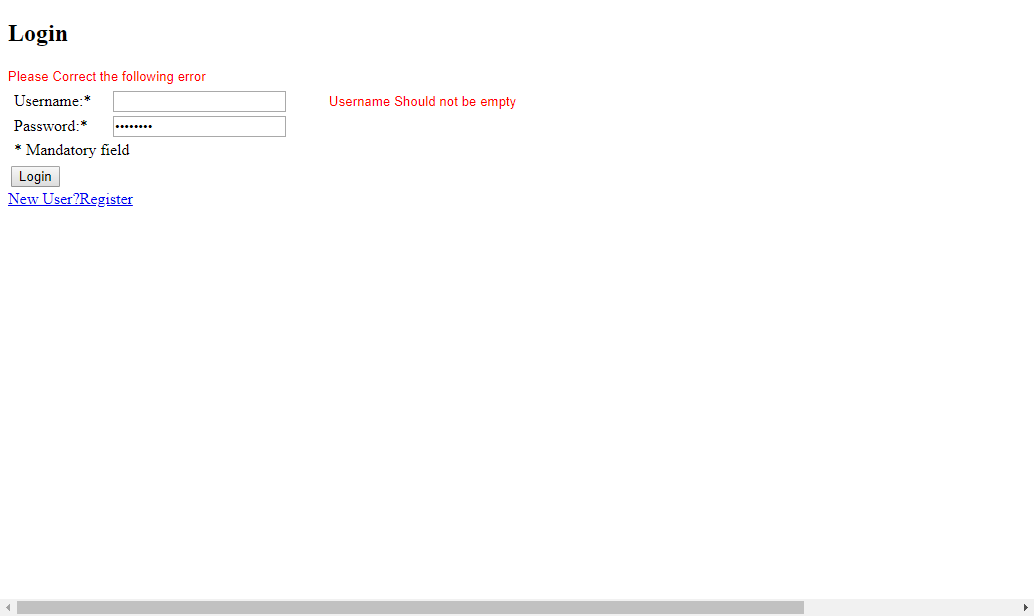 Login
Please Correct the following error
Username:* Username Should not be empty
Password:* ••••••••
* Mandatory field
Login
New User?Register